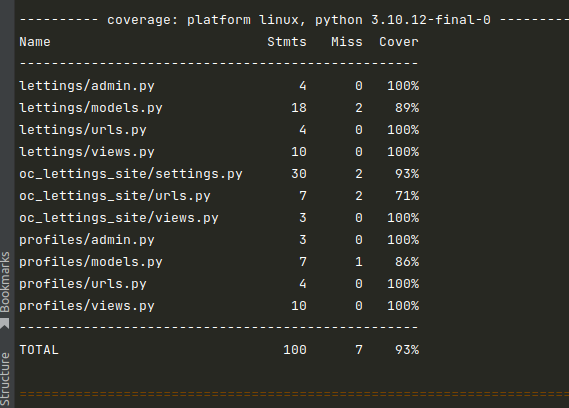 ---------- coverage: platform linux, python 3.10.12-final-0 ----------
Name                           Stmts   Miss  Cover
---------------------------------------------------
lettings/admin.py                  4      0   100%
lettings/models.py                18      2    89%
lettings/urls.py                   4      0   100%
lettings/views.py                 10      0   100%
oc_lettings_site/settings.py      30      2    93%
oc_lettings_site/urls.py           7      2    71%
oc_lettings_site/views.py          3      0   100%
profiles/admin.py                  3      0   100%
profiles/models.py                 7      1    86%
profiles/urls.py                   4      0   100%
profiles/views.py                 10      0   100%
---------------------------------------------------
TOTAL                            100      7    93%
Bookmarks
Structure